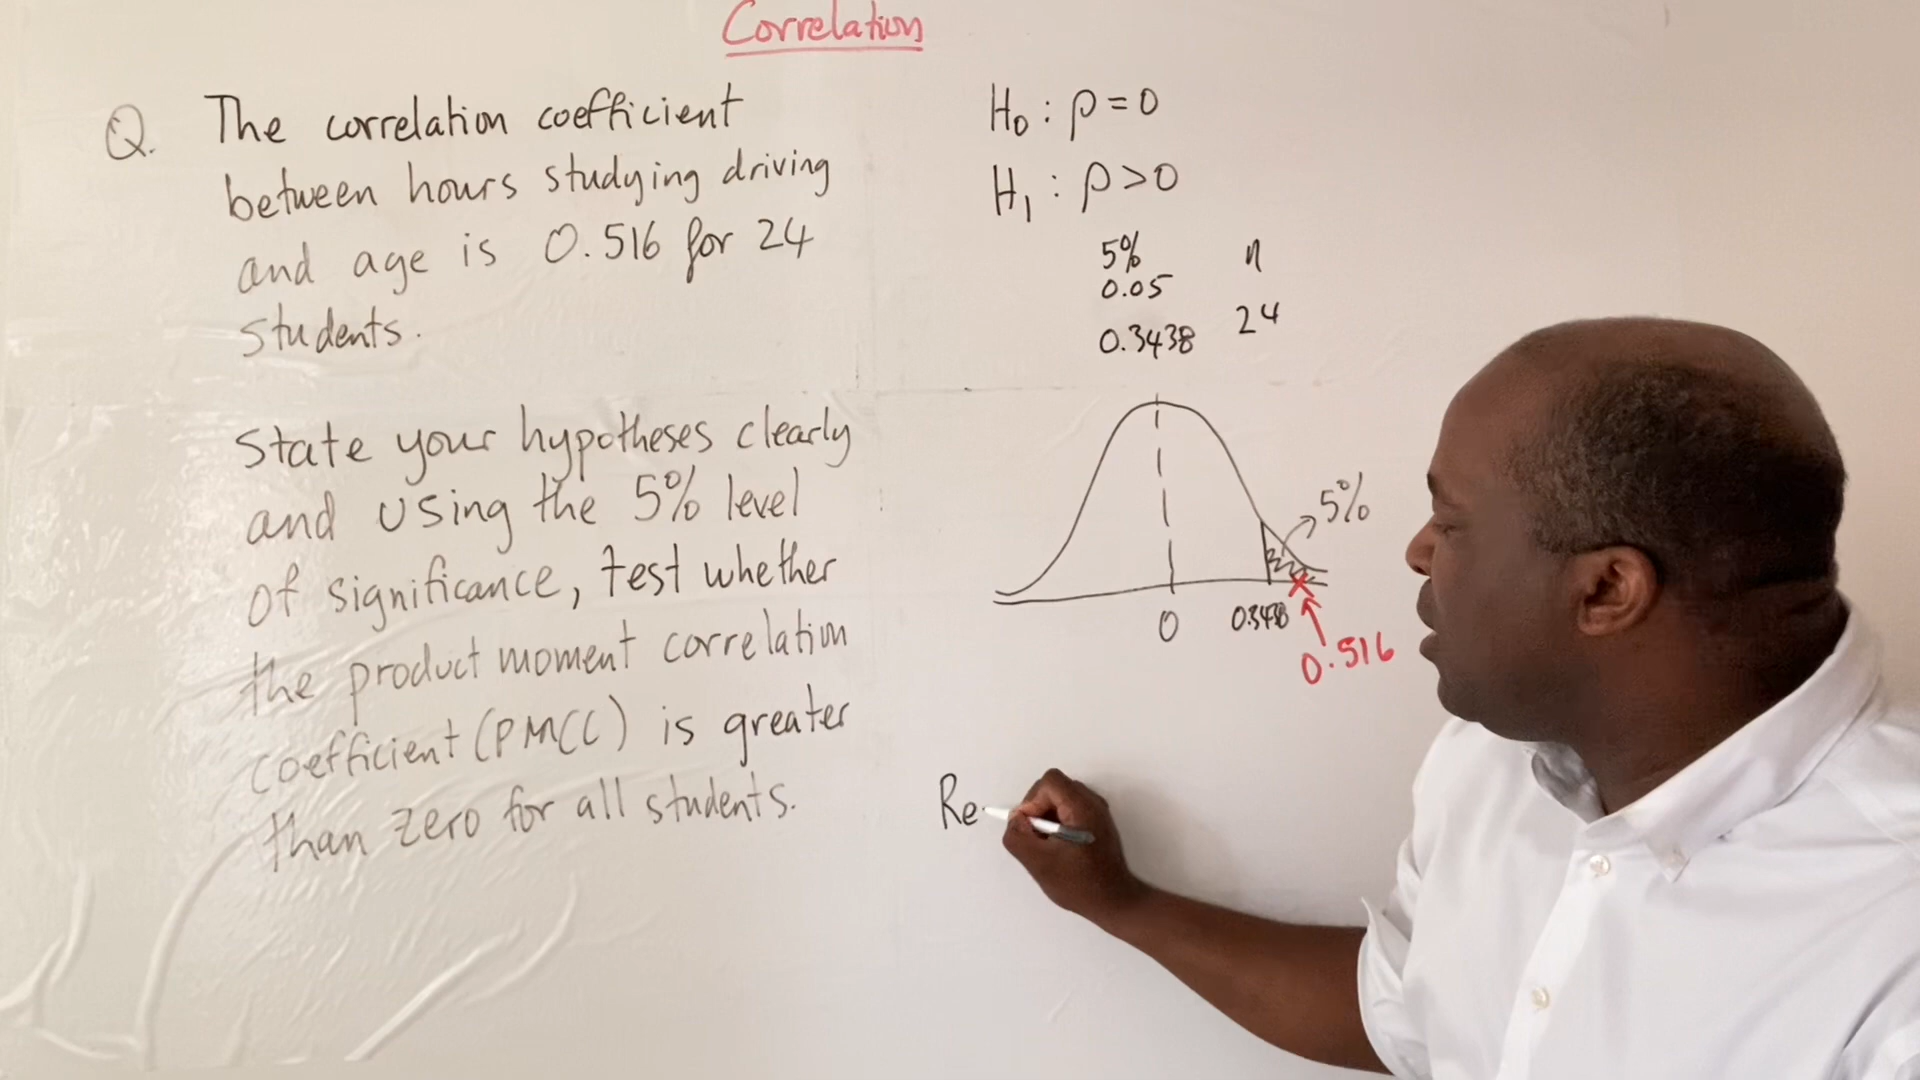 Correlation
Q. The correlation coefficient
between hours studying driving
and age is 0.516 for 24
students.
State your hypotheses clearly
and using the 5% level
of significance, test whether
the product moment correlation
coefficient (PMCC) is greater
than zero for all students.
H₀ : ρ = 0
H₁ : ρ > 0
5% n
0.05
0.3438 24
5%
0 0.3438
0.516
Re